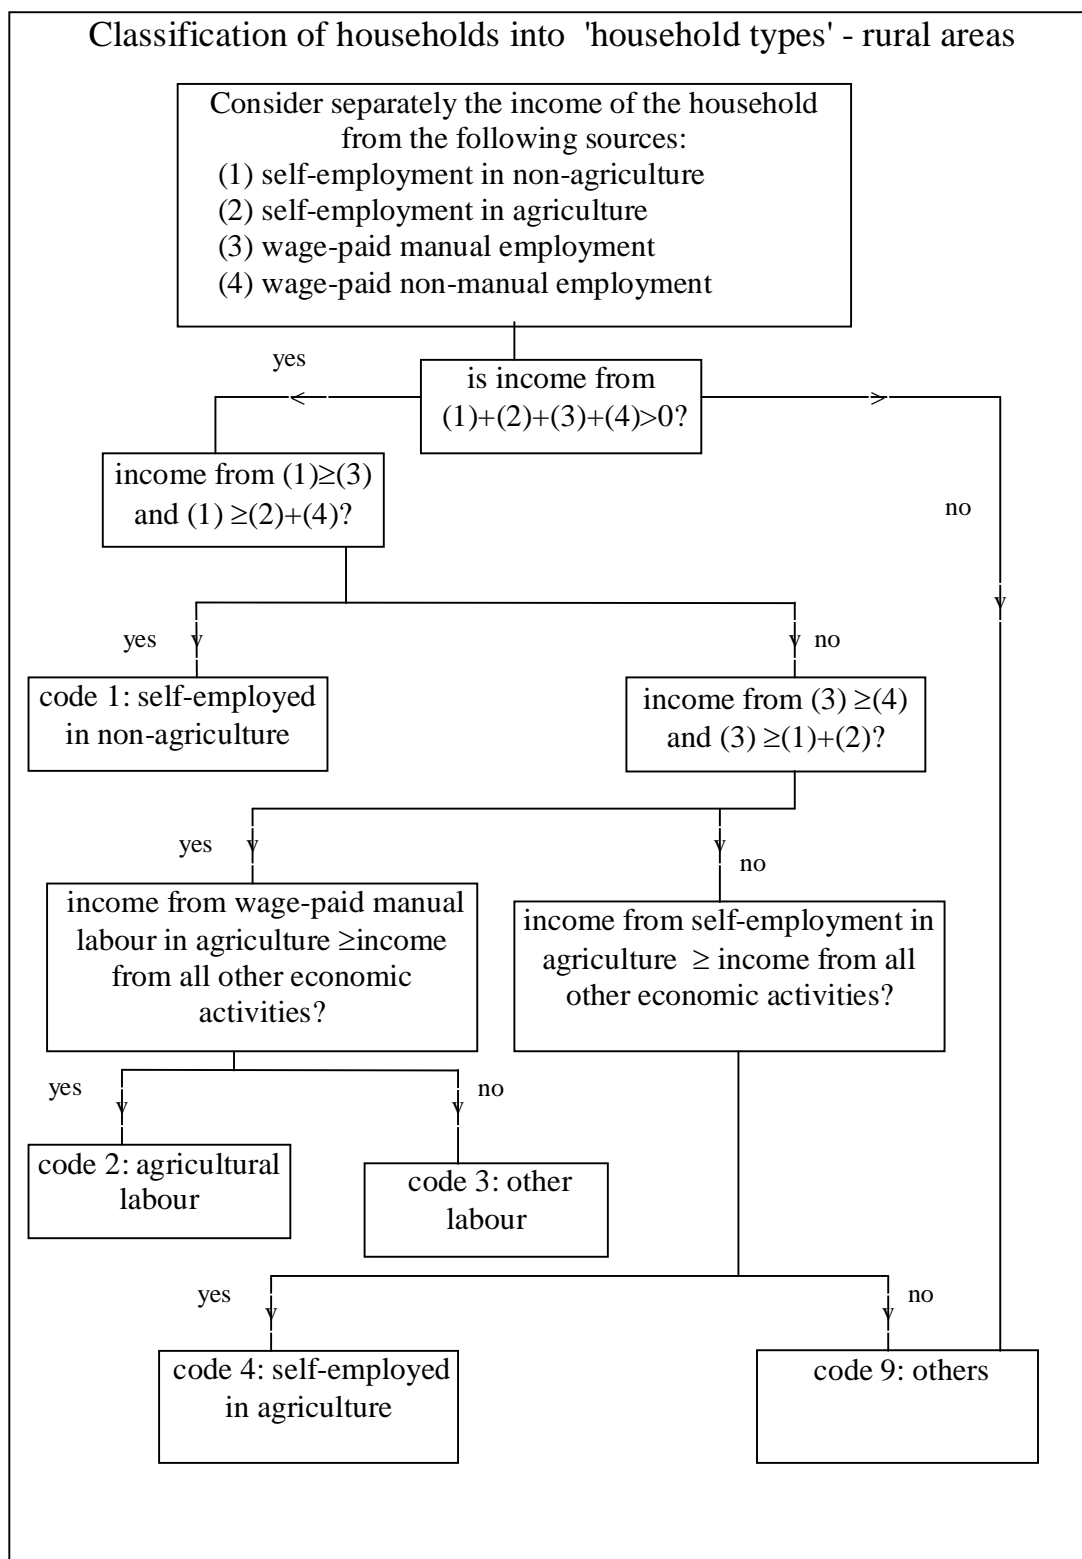 Classification of households into 'household types' - rural areas
Consider separately the income of the household
from the following sources:
(1) self-employment in non-agriculture
(2) self-employment in agriculture
(3) wage-paid manual employment
(4) wage-paid non-manual employment
yes
is income from
(1)+(2)+(3)+(4)>0?
no
income from (1)≥(3)
and (1) ≥(2)+(4)?
yes
no
code 1: self-employed
in non-agriculture
income from (3) ≥(4)
and (3) ≥(1)+(2)?
yes
no
income from wage-paid manual
labour in agriculture ≥income
from all other economic
activities?
income from self-employment in
agriculture ≥ income from all
other economic activities?
yes
no
code 2: agricultural
labour
code 3: other
labour
yes
no
code 4: self-employed
in agriculture
code 9: others